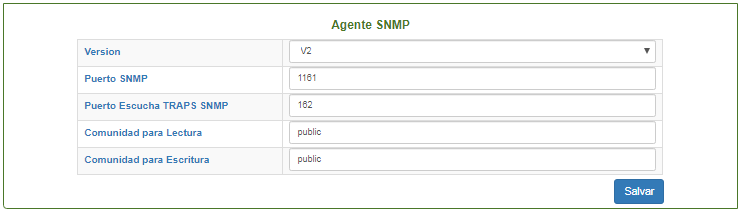 Agente SNMP
Version V2
Puerto SNMP 1161
Puerto Escucha TRAPS SNMP 162
Comunidad para Lectura public
Comunidad para Escritura public
Salvar